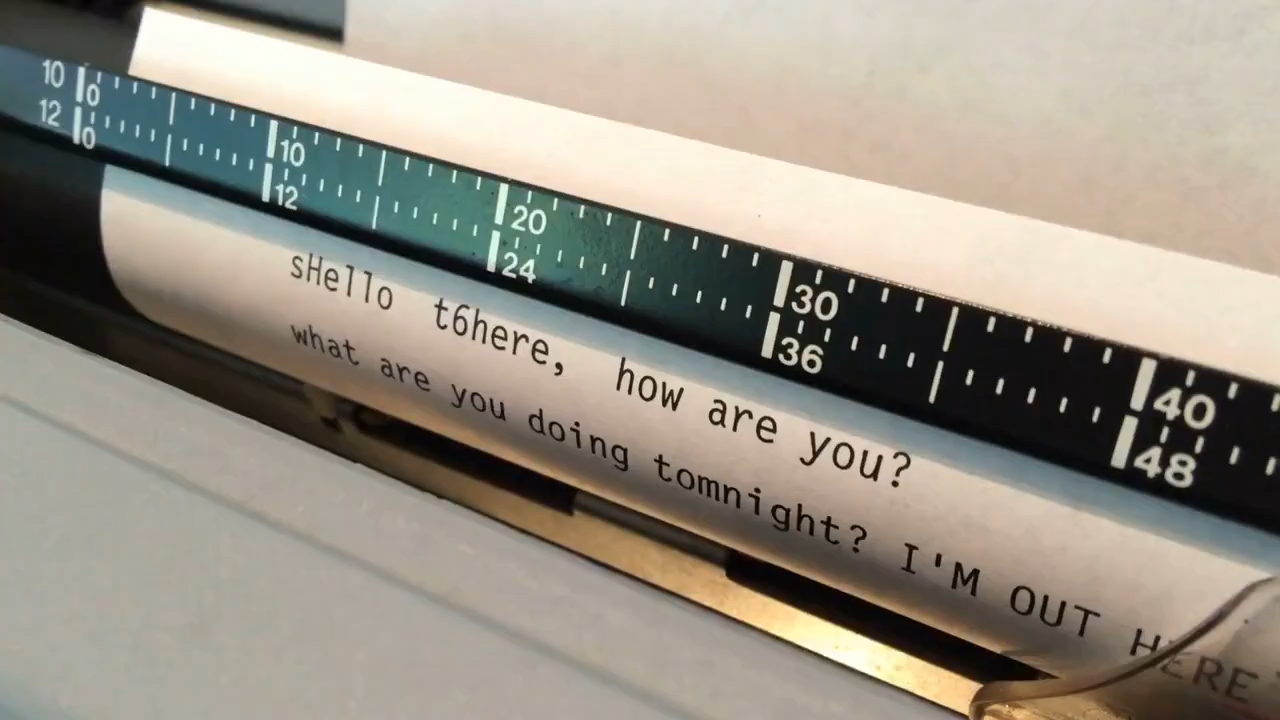 10 0 10 20 30 40
12 0 12 24 36 48
sHello t6here, how are you?
what are you doing tomnight? I'M OUT HERE